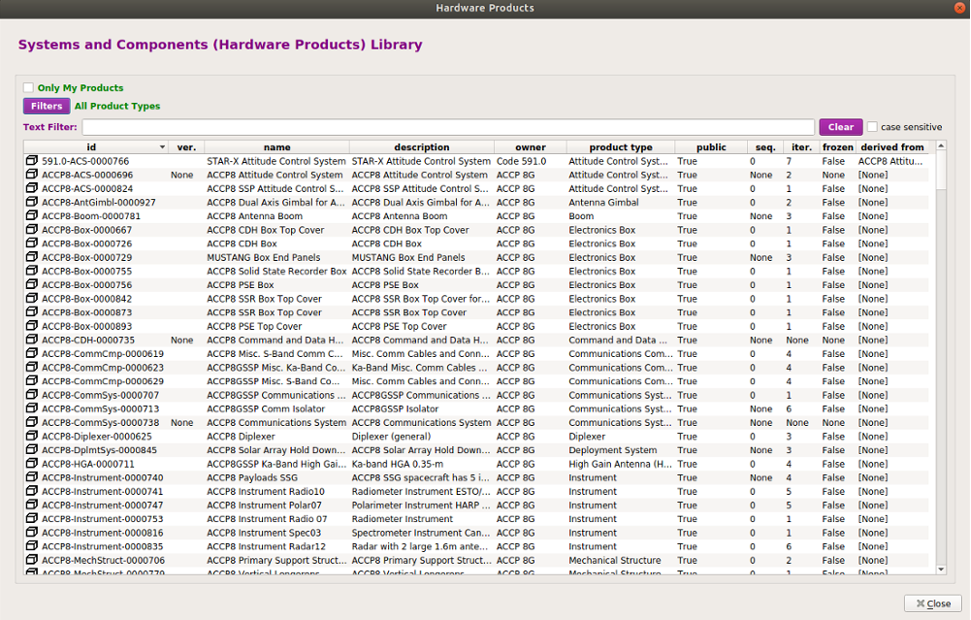 Hardware Products
Systems and Components (Hardware Products) Library
Only My Products
Filters All Product Types
Text Filter: Clear case sensitive
id ver. name description owner product type public seq. iter. frozen derived from
591.0-ACS-0000766 STAR-X Attitude Control System STAR-X Attitude Control System Code 591.0 Attitude Control Syst... True 0 7 False ACCP8 Attitu...
ACCP8-ACS-0000696 None ACCP8 Attitude Control System ACCP8 Attitude Control System ACCP 8G Attitude Control Syst... True None 2 None [None]
ACCP8-ACS-0000824 ACCP8 SSP Attitude Control S... ACCP8 SSP Attitude Control S... ACCP 8G Attitude Control Syst... True 0 1 False [None]
ACCP8-AntGimbl-0000927 ACCP8 Dual Axis Gimbal for A... ACCP8 Dual Axis Gimbal for A... ACCP 8G Antenna Gimbal True 0 2 False [None]
ACCP8-Boom-0000781 ACCP8 Antenna Boom ACCP8 Antenna Boom ACCP 8G Boom True None 3 False [None]
ACCP8-Box-0000667 ACCP8 CDH Box Top Cover ACCP8 CDH Box Top Cover ACCP 8G Electronics Box True 0 1 False [None]
ACCP8-Box-0000726 ACCP8 CDH Box ACCP8 CDH Box ACCP 8G Electronics Box True 0 1 False [None]
ACCP8-Box-0000729 MUSTANG Box End Panels MUSTANG Box End Panels ACCP 8G Electronics Box True None 3 False [None]
ACCP8-Box-0000755 ACCP8 Solid State Recorder Box ACCP8 Solid State Recorder B... ACCP 8G Electronics Box True 0 1 False [None]
ACCP8-Box-0000756 ACCP8 PSE Box ACCP8 PSE Box ACCP 8G Electronics Box True 0 1 False [None]
ACCP8-Box-0000842 ACCP8 SSR Box Top Cover ACCP8 SSR Box Top Cover for... ACCP 8G Electronics Box True 0 1 False [None]
ACCP8-Box-0000873 ACCP8 SSR Box Top Cover ACCP8 SSR Box Top Cover ACCP 8G Electronics Box True 0 1 False [None]
ACCP8-Box-0000893 ACCP8 PSE Top Cover ACCP8 PSE Top Cover ACCP 8G Electronics Box True 0 1 False [None]
ACCP8-CDH-0000735 None ACCP8 Command and Data H... ACCP8 Command and Data H... ACCP 8G Command and Data ... True None None None [None]
ACCP8-CommCmp-0000619 ACCP8 Misc. S-Band Comm C... Misc. Comm Cables and Conn... ACCP 8G Communications Com... True 0 4 False [None]
ACCP8-CommCmp-0000623 ACCP8GSSP Misc. Ka-Band Co... Ka-Band Misc. Comm Cables ... ACCP 8G Communications Com... True 0 4 False [None]
ACCP8-CommCmp-0000629 ACCP8GSSP Misc. S-Band Co... Misc. Comm Cables and Conn... ACCP 8G Communications Com... True 0 4 False [None]
ACCP8-CommSys-0000707 ACCP8GSSP Communications ... ACCP8GSSP Communications ... ACCP 8G Communications Syst... True 0 1 False [None]
ACCP8-CommSys-0000713 ACCP8GSSP Comm Isolator ACCP8GSSP Isolator ACCP 8G Communications Syst... True None 6 False [None]
ACCP8-CommSys-0000738 None ACCP8 Communications System ACCP8 Communications System ACCP 8G Communications Syst... True None None None [None]
ACCP8-Diplexer-0000625 ACCP8 Diplexer Diplexer (general) ACCP 8G Diplexer True 0 3 False [None]
ACCP8-DplmtSys-0000845 ACCP8 Solar Array Hold Down... ACCP8 Solar Array Hold Down... ACCP 8G Deployment System True None 3 False [None]
ACCP8-HGA-0000711 ACCP8GSSP Ka-Band High Gai... Ka-band HGA 0.35-m ACCP 8G High Gain Antenna (H... True 0 4 False [None]
ACCP8-Instrument-0000740 ACCP8 Payloads SSG ACCP8 SSG spacecraft has 5 i... ACCP 8G Instrument True None 4 False [None]
ACCP8-Instrument-0000741 ACCP8 Instrument Radio10 Radiometer Instrument ESTO/... ACCP 8G Instrument True 0 5 False [None]
ACCP8-Instrument-0000747 ACCP8 Instrument Polar07 Polarimeter Instrument HARP ... ACCP 8G Instrument True 0 5 False [None]
ACCP8-Instrument-0000753 ACCP8 Instrument Radio 07 Radiometer Instrument ACCP 8G Instrument True 0 1 False [None]
ACCP8-Instrument-0000816 ACCP8 Instrument Spec03 Spectrometer Instrument Can... ACCP 8G Instrument True 0 1 False [None]
ACCP8-Instrument-0000835 ACCP8 Instrument Radar12 Radar with 2 large 1.6m ante... ACCP 8G Instrument True 0 6 False [None]
ACCP8-MechStruct-0000706 ACCP8 Primary Support Struct... ACCP8 Primary Support Struct... ACCP 8G Mechanical Structure True 0 2 False [None]
ACCP8-MechStruct-0000779 ACCP8 Vertical Longerons ACCP8 Vertical Longerons ACCP 8G Mechanical Structure True 0 1 False [None]
Close